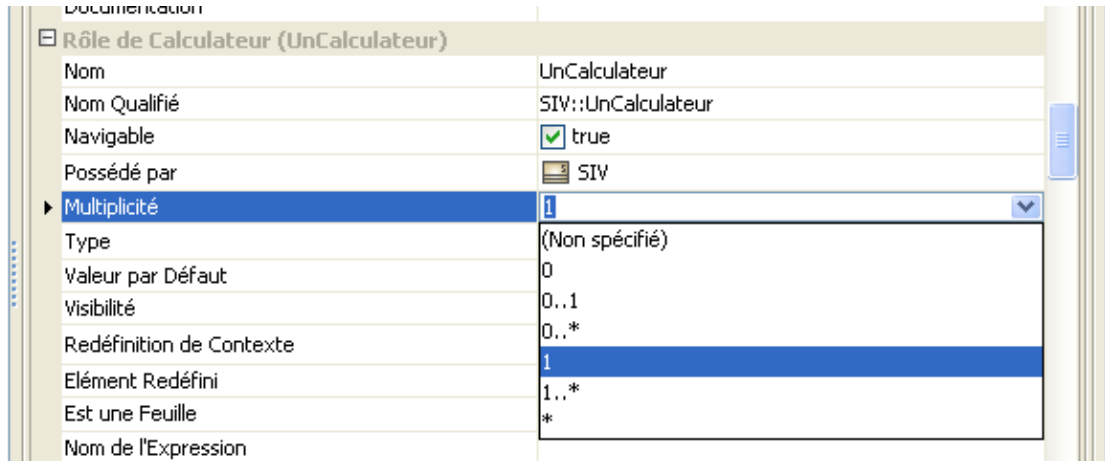 Documentation
Rôle de Calculateur (UnCalculateur)
Nom UnCalculateur
Nom Qualifié SIV::UnCalculateur
Navigable true
Possédé par SIV
Multiplicité 1
Type (Non spécifié)
Valeur par Défaut 0
Visibilité 0..1
0..*
Redéfinition de Contexte
1
Elément Redéfini
1..*
Est une Feuille *
Nom de l'Expression